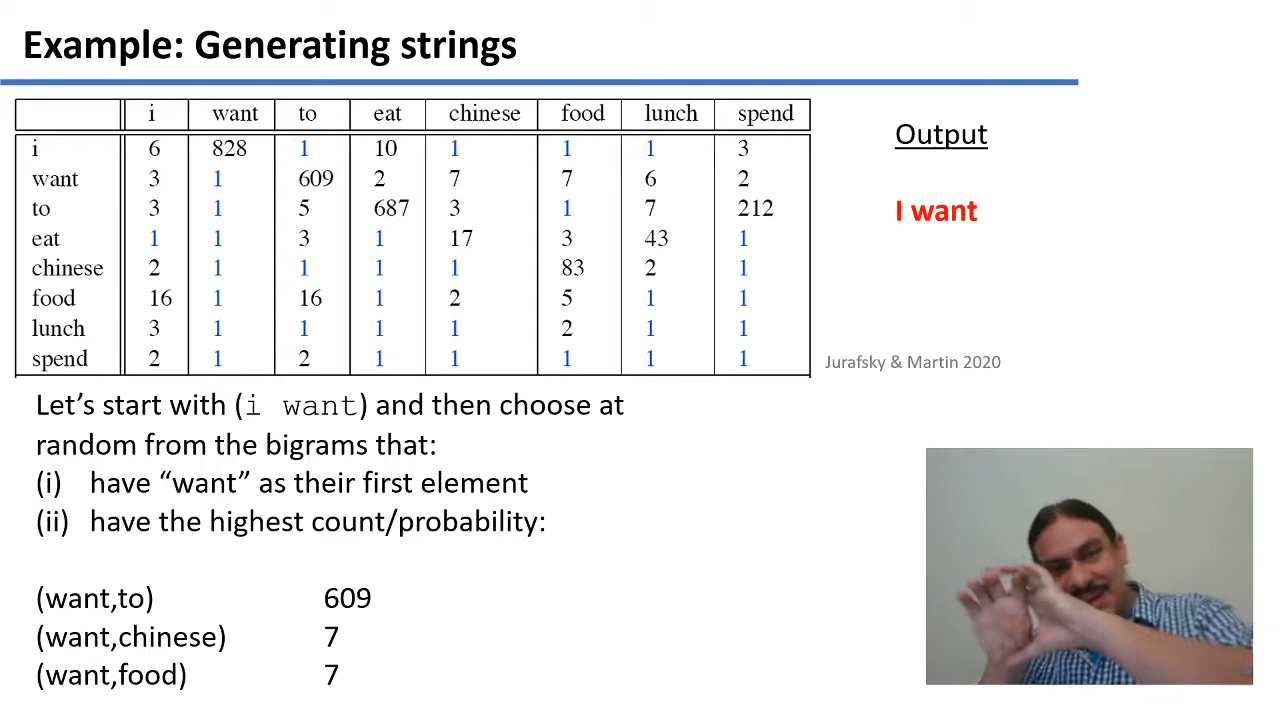 Example: Generating strings
i want to eat chinese food lunch spend
i 6 828 1 10 1 1 1 3
want 3 1 609 2 7 7 6 2
to 3 1 5 687 3 1 7 212
eat 1 1 3 1 17 3 43 1
chinese 2 1 1 1 1 83 2 1
food 16 1 16 1 2 5 1 1
lunch 3 1 1 1 1 2 1 1
spend 2 1 2 1 1 1 1 1
Output
I want
Jurafsky & Martin 2020
Let’s start with (i want) and then choose at
random from the bigrams that:
(i) have “want” as their first element
(ii) have the highest count/probability:
(want,to) 609
(want,chinese) 7
(want,food) 7